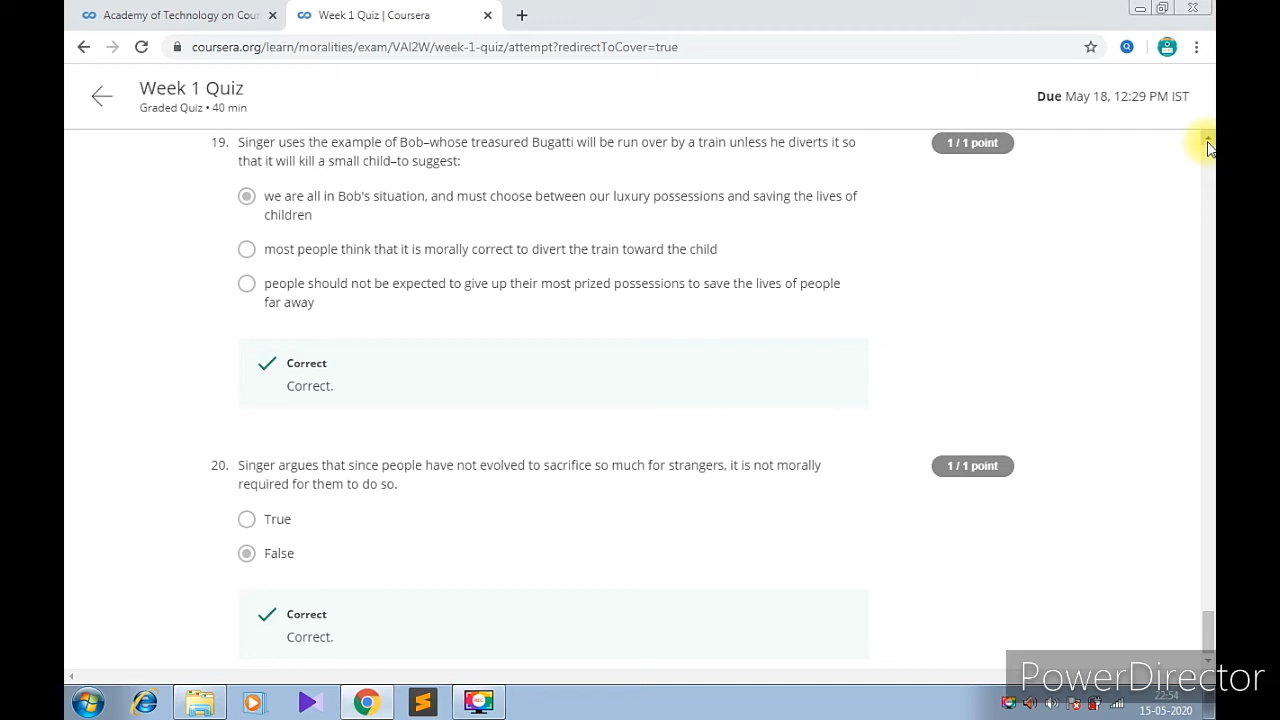 Academy of Technology on Cour
Week 1 Quiz | Coursera
coursera.org/learn/moralities/exam/VAI2W/week-1-quiz/attempt?redirectToCover=true
Week 1 Quiz
Graded Quiz • 40 min
Due May 18, 12:29 PM IST
19. Singer uses the example of Bob–whose treasured Bugatti will be run over by a train unless he diverts it so
that it will kill a small child–to suggest:
1 / 1 point
we are all in Bob's situation, and must choose between our luxury possessions and saving the lives of
children
most people think that it is morally correct to divert the train toward the child
people should not be expected to give up their most prized possessions to save the lives of people
far away
Correct
Correct.
20. Singer argues that since people have not evolved to sacrifice so much for strangers, it is not morally
required for them to do so.
1 / 1 point
True
False
Correct
Correct.
PowerDirector
22:54
15-05-2020